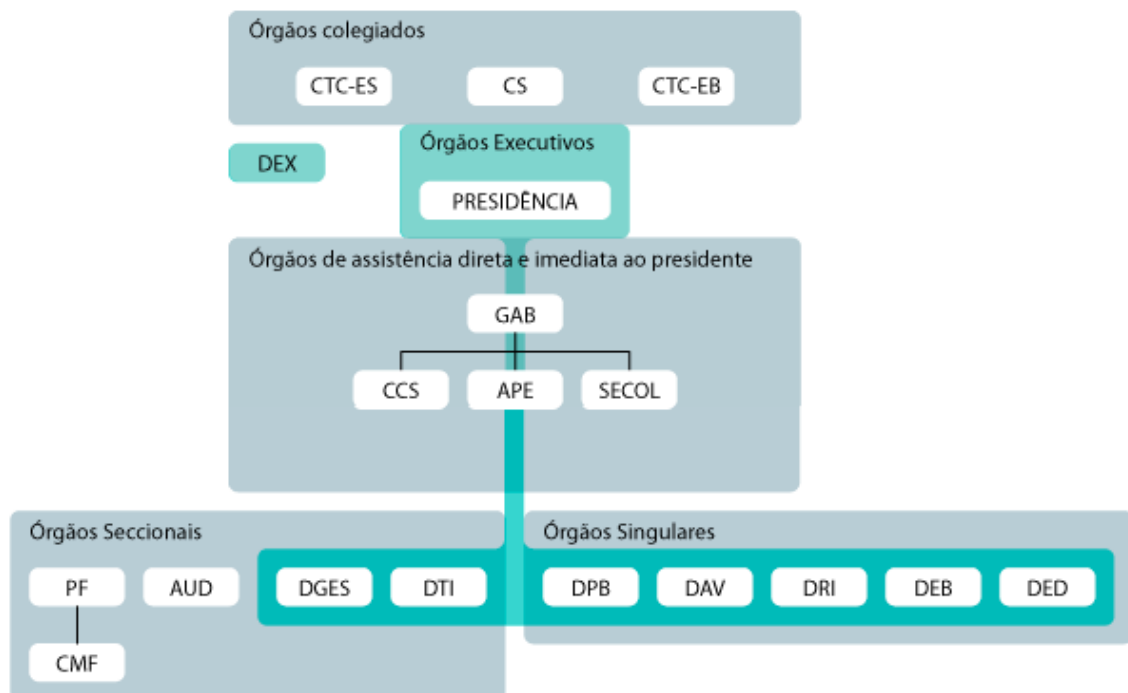 Órgãos colegiados
CTC-ES
CS
CTC-EB
Órgãos Executivos
DEX
PRESIDÊNCIA
Órgãos de assistência direta e imediata ao presidente
GAB
CCS
APE
SECOL
Órgãos Seccionais
PF
AUD
DGES
DTI
CMF
Órgãos Singulares
DPB
DAV
DRI
DEB
DED